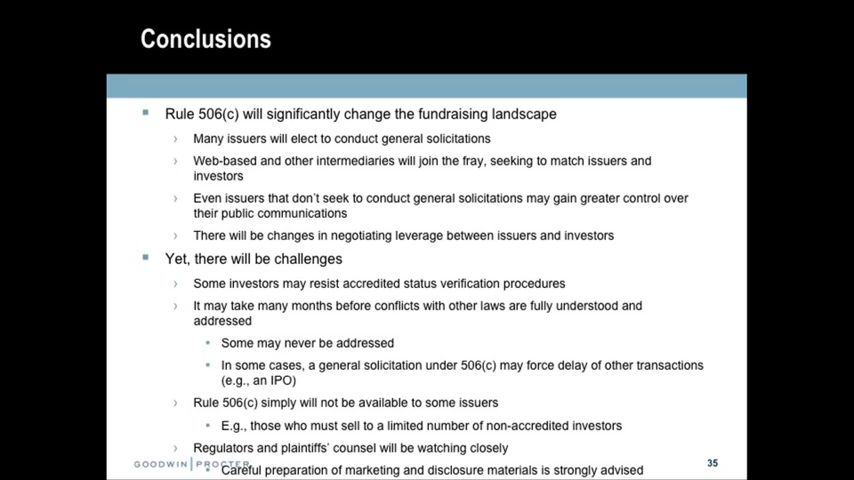 Conclusions
Rule 506(c) will significantly change the fundraising landscape
Many issuers will elect to conduct general solicitations
Web-based and other intermediaries will join the fray, seeking to match issuers and
investors
Even issuers that don't seek to conduct general solicitations may gain greater control over
their public communications
There will be changes in negotiating leverage between issuers and investors
Yet, there will be challenges
Some investors may resist accredited status verification procedures
It may take many months before conflicts with other laws are fully understood and
addressed
Some may never be addressed
In some cases, a general solicitation under 506(c) may force delay of other transactions
(e.g., an IPO)
Rule 506(c) simply will not be available to some issuers
E.g., those who must sell to a limited number of non-accredited investors
Regulators and plaintiffs' counsel will be watching closely
GOODWIN PROCTER
35
Careful preparation of marketing and disclosure materials is strongly advised